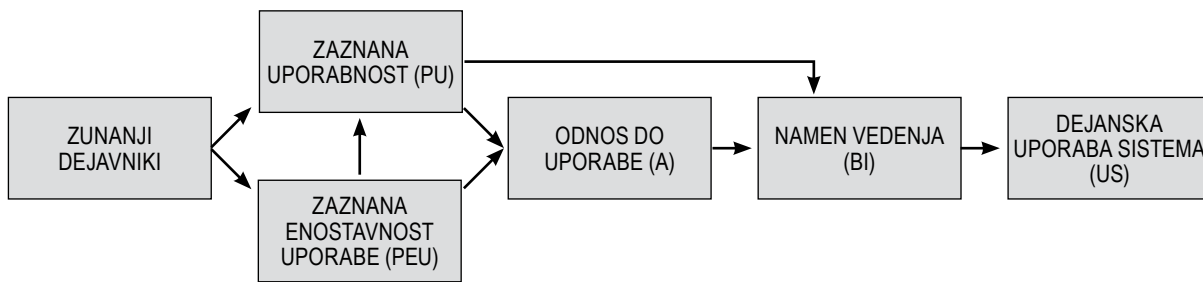 ZUNANJI
DEJAVNIKI
ZAZNANA
UPORABNOST (PU)
ZAZNANA
ENOSTAVNOST
UPORABE (PEU)
ODNOS DO
UPORABE (A)
NAMEN VEDENJA
(BI)
DEJANSKA
UPORABA SISTEMA
(US)